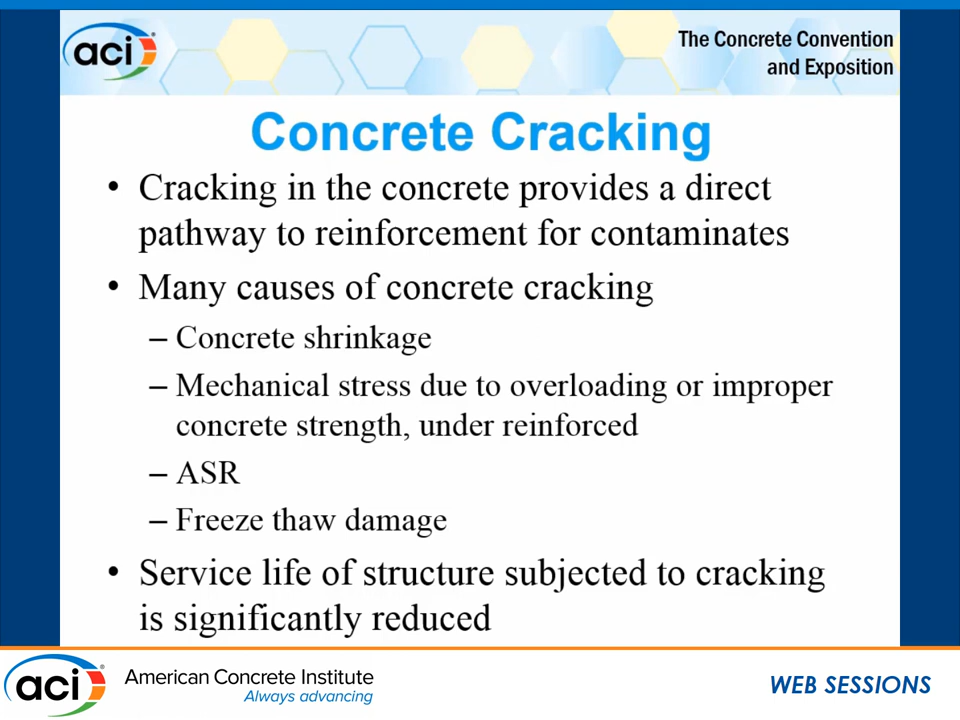 aci
The Concrete Convention
and Exposition
Concrete Cracking
• Cracking in the concrete provides a direct
pathway to reinforcement for contaminates
• Many causes of concrete cracking
– Concrete shrinkage
– Mechanical stress due to overloading or improper
concrete strength, under reinforced
– ASR
– Freeze thaw damage
• Service life of structure subjected to cracking
is significantly reduced
aci
American Concrete Institute
Always advancing
WEB SESSIONS